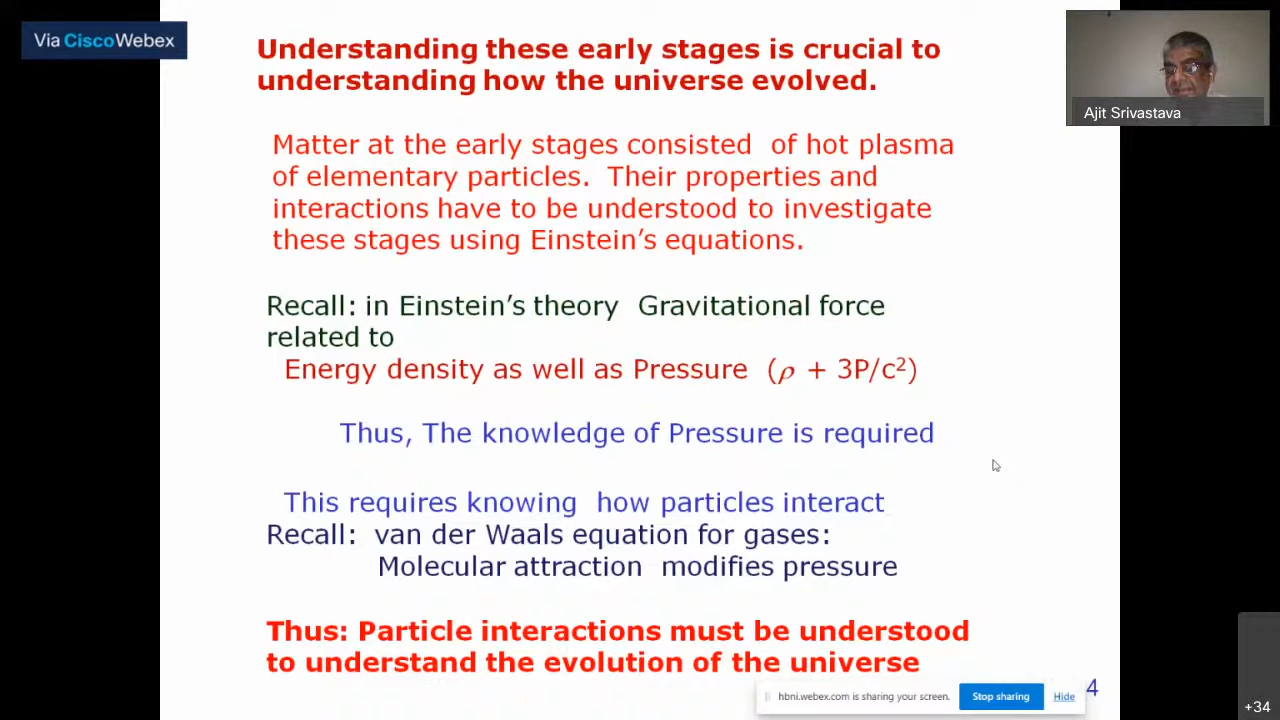 Via CiscoWebex
Understanding these early stages is crucial to
understanding how the universe evolved.
Ajit Srivastava
Matter at the early stages consisted of hot plasma
of elementary particles. Their properties and
interactions have to be understood to investigate
these stages using Einstein’s equations.
Recall: in Einstein’s theory Gravitational force
related to
Energy density as well as Pressure (ρ + 3P/c²)
Thus, The knowledge of Pressure is required
This requires knowing how particles interact
Recall: van der Waals equation for gases:
Molecular attraction modifies pressure
Thus: Particle interactions must be understood
to understand the evolution of the universe
hbni.webex.com is sharing your screen.
Stop sharing
Hide
4
+34